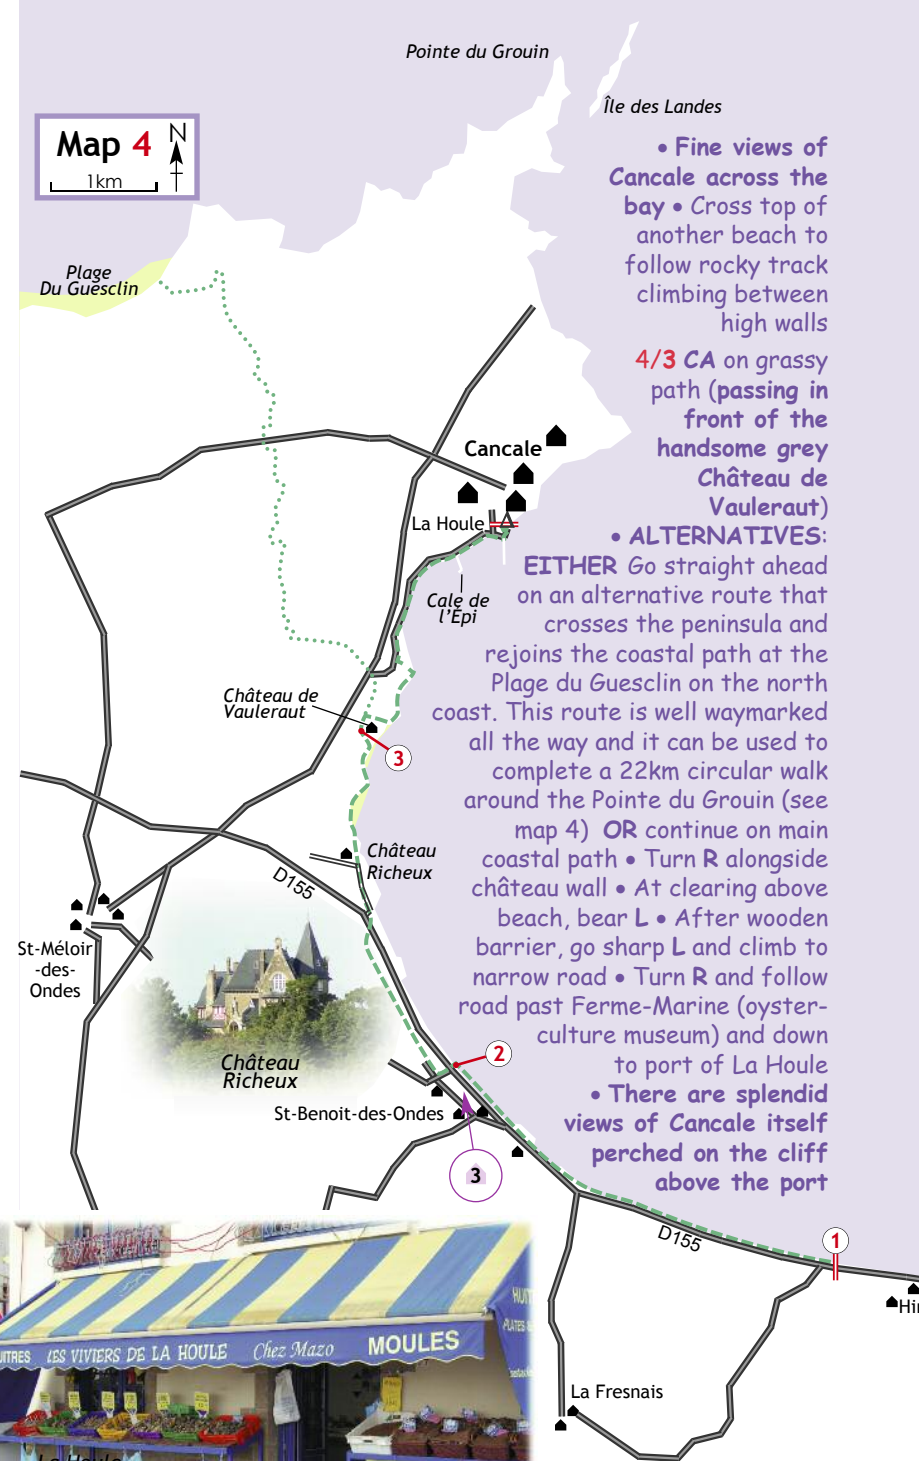 Pointe du Grouin
Île des Landes
Map 4
N
1km
Plage
Du Guesclin
• Fine views of
Cancale across the
bay • Cross top of
another beach to
follow rocky track
climbing between
high walls
4/3 CA on grassy
path (passing in
front of the
handsome grey
Château de
Vauleraut)
• ALTERNATIVES:
EITHER Go straight ahead
on an alternative route that
crosses the peninsula and
rejoins the coastal path at the
Plage du Guesclin on the north
coast. This route is well waymarked
all the way and it can be used to
complete a 22km circular walk
around the Pointe du Grouin (see
map 4) OR continue on main
coastal path • Turn R alongside
château wall • At clearing above
beach, bear L • After wooden
barrier, go sharp L and climb to
narrow road • Turn R and follow
road past Ferme-Marine (oyster-
culture museum) and down
to port of La Houle
• There are splendid
views of Cancale itself
perched on the cliff
above the port
Cancale
La Houle
Cale de
l'Épi
Château de
Vauleraut
3
Château
Richeux
D155
St-Méloir
-des-
Ondes
Château
Richeux
2
St-Benoit-des-Ondes
3
D155
1
Hir
La Fresnais
UITRES LES VIVIERS DE LA HOULE Chez Mazo MOULES
HUI
PLATES
La Houle